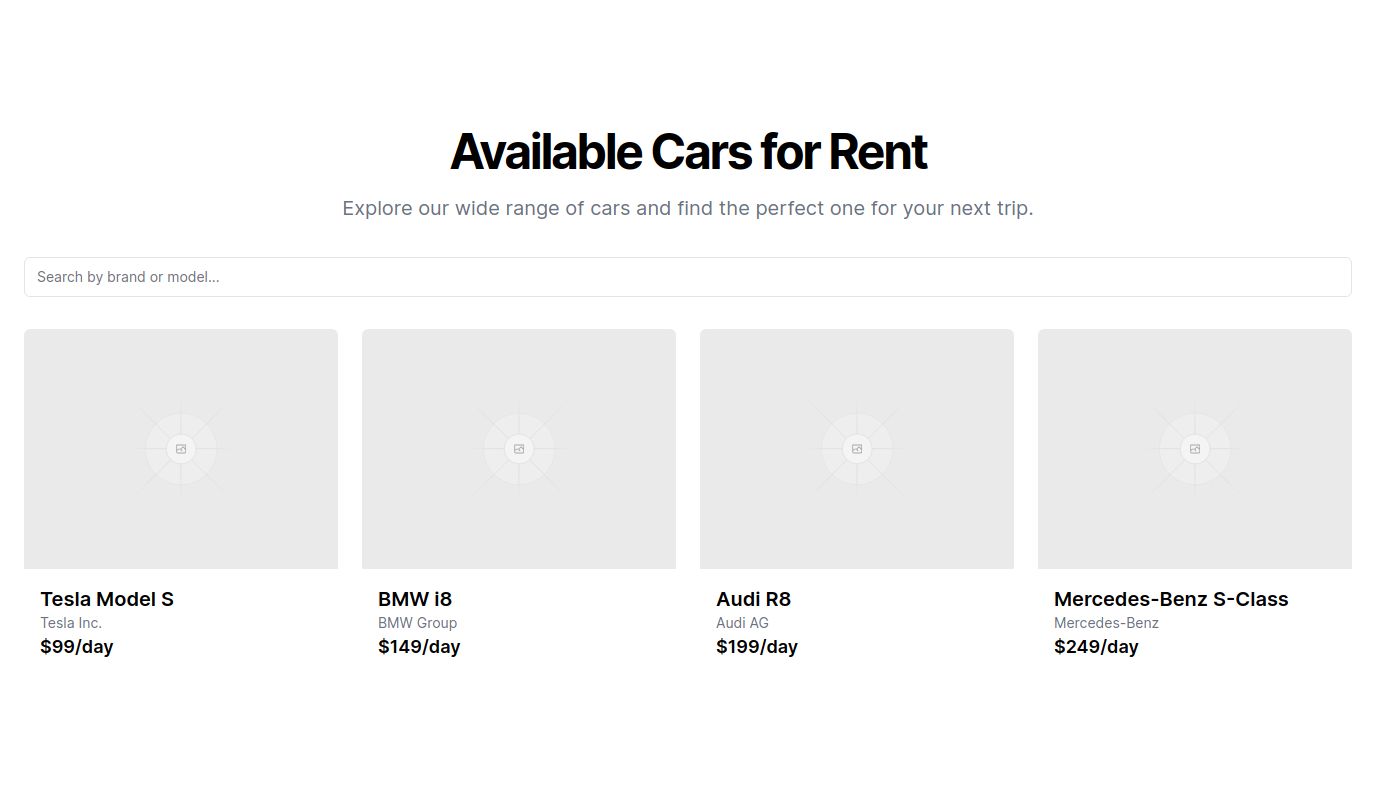 Available Cars for Rent
Explore our wide range of cars and find the perfect one for your next trip.
Search by brand or model...
Tesla Model S
Tesla Inc.
$99/day
BMW i8
BMW Group
$149/day
Audi R8
Audi AG
$199/day
Mercedes-Benz S-Class
Mercedes-Benz
$249/day